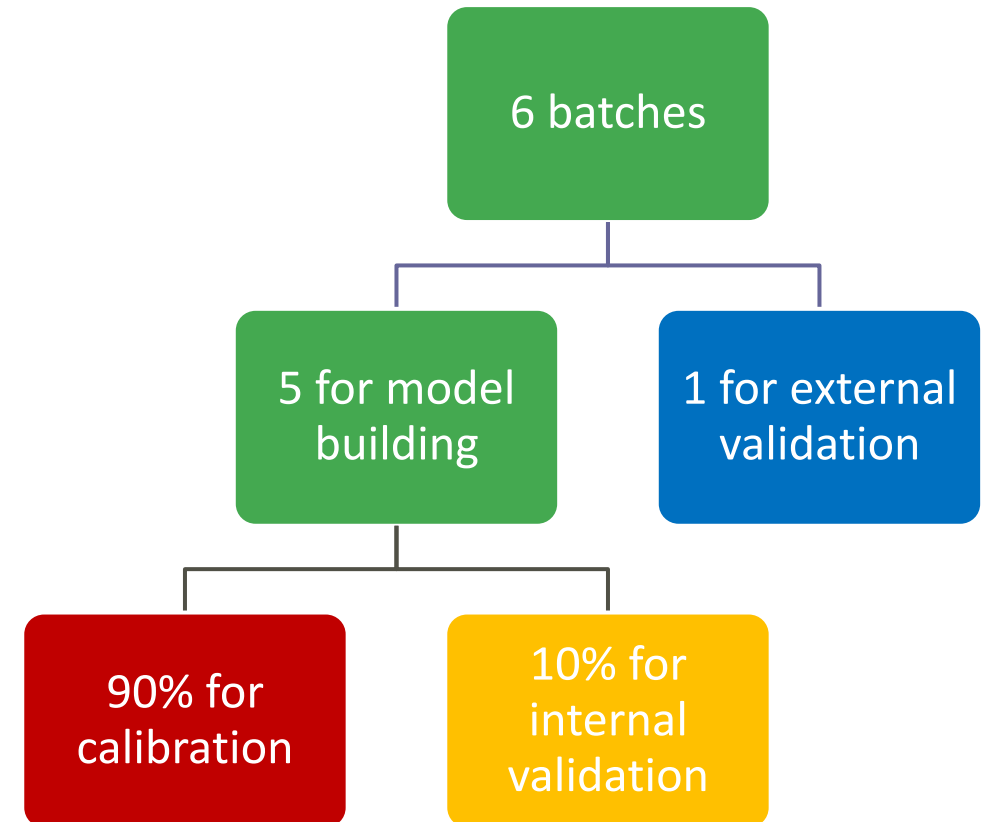 6 batches
5 for model
building
1 for external
validation
90% for
calibration
10% for
internal
validation